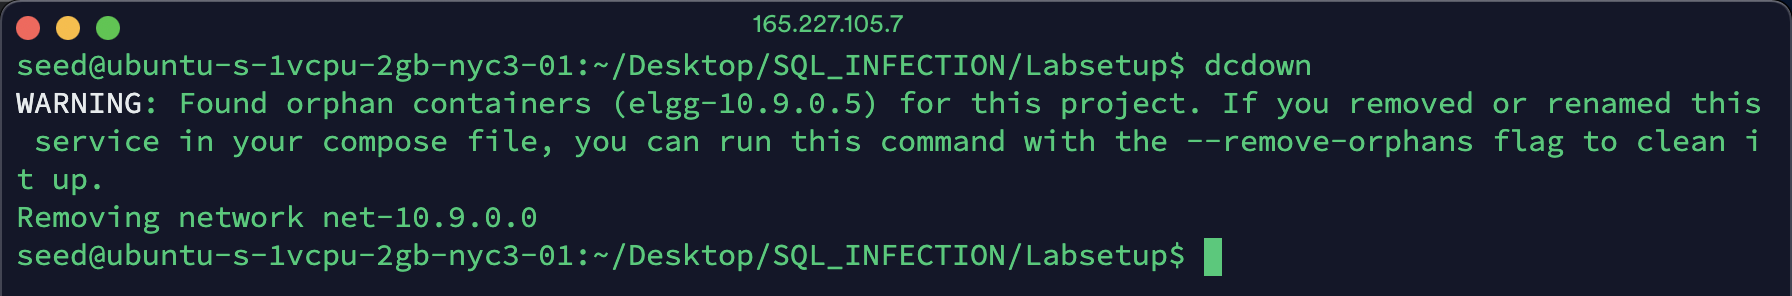 165.227.105.7
seed@ubuntu-s-1vcpu-2gb-nyc3-01:~/Desktop/SQL_INFECTION/Labsetup$ dcdown
WARNING: Found orphan containers (elgg-10.9.0.5) for this project. If you removed or renamed this
 service in your compose file, you can run this command with the --remove-orphans flag to clean i
t up.
Removing network net-10.9.0.0
seed@ubuntu-s-1vcpu-2gb-nyc3-01:~/Desktop/SQL_INFECTION/Labsetup$